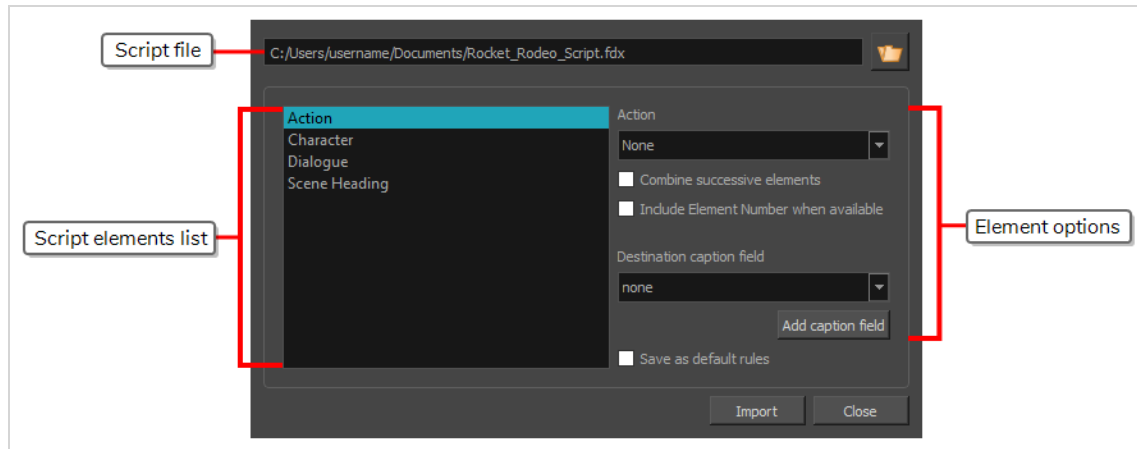 Script file
C:/Users/username/Documents/Rocket_Rodeo_Script.fdx
Script elements list
Action
Character
Dialogue
Scene Heading
Action
None
Combine successive elements
Include Element Number when available
Destination caption field
none
Add caption field
Save as default rules
Element options
Import
Close